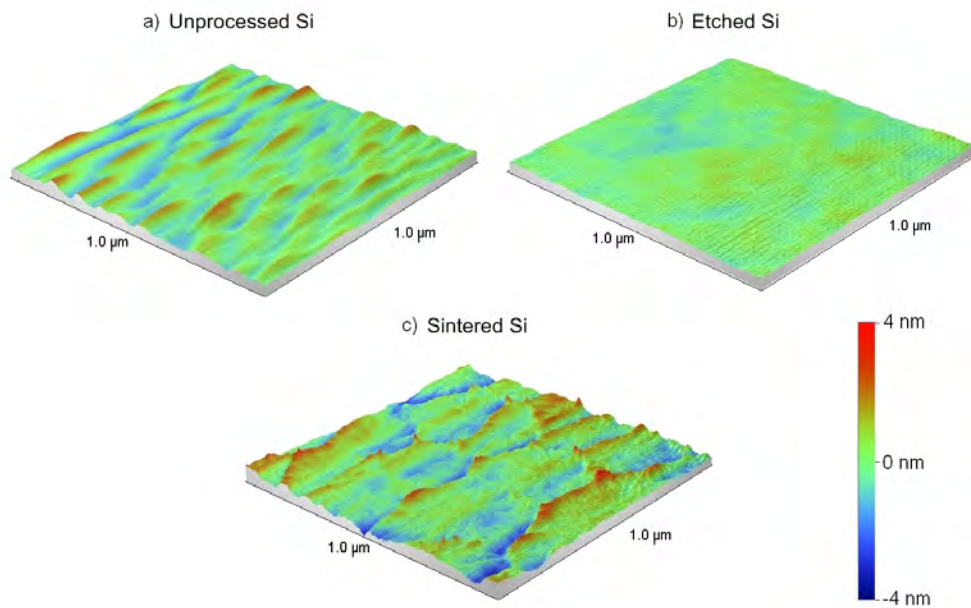 a) Unprocessed Si
b) Etched Si
1.0 µm
1.0 µm
1.0 µm
1.0 µm
c) Sintered Si
4 nm
0 nm
-4 nm
1.0 µm
1.0 µm